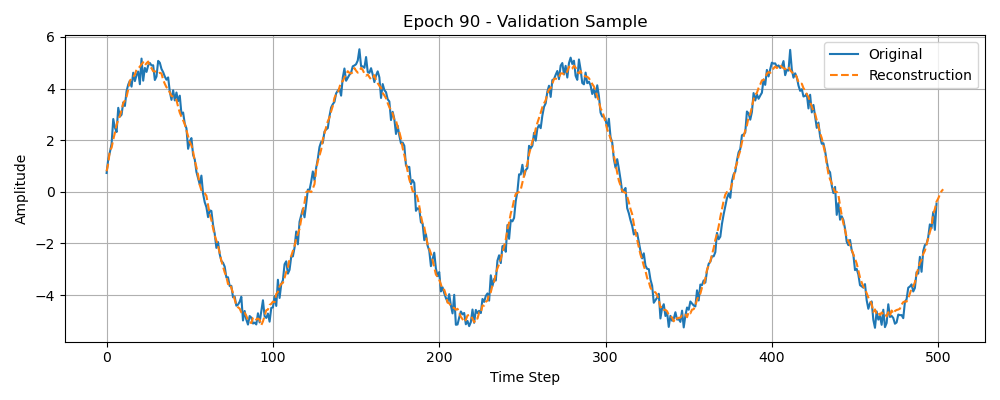 Epoch 90 - Validation Sample
Original
Reconstruction
Amplitude
6
4
2
0
−2
−4
0 100 200 300 400 500
Time Step